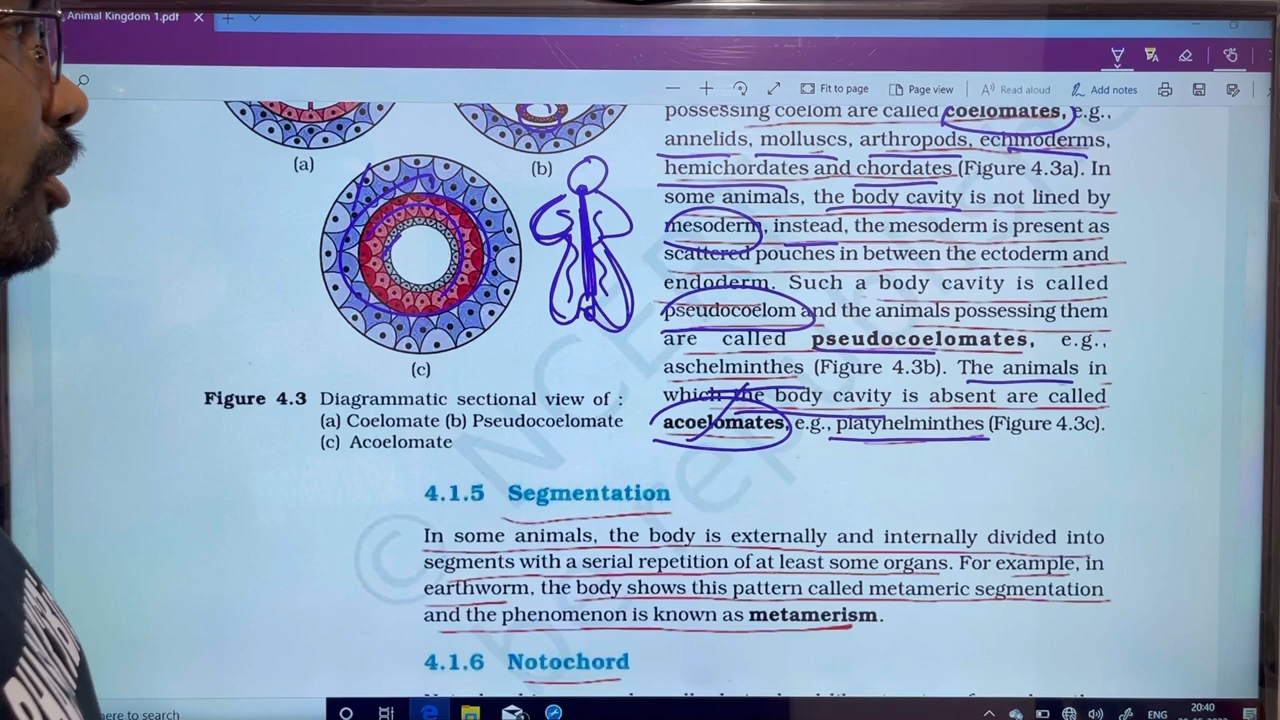 Animal Kingdom 1.pdf
Fit to page
Page view
Read aloud
Add notes
possessing coelom are called coelomates, e.g.,
annelids, molluscs, arthropods, echinoderms,
hemichordates and chordates (Figure 4.3a). In
some animals, the body cavity is not lined by
mesoderm, instead, the mesoderm is present as
scattered pouches in between the ectoderm and
endoderm. Such a body cavity is called
pseudocoelom and the animals possessing them
are called pseudocoelomates, e.g.,
aschelminthes (Figure 4.3b). The animals in
which the body cavity is absent are called
acoelomates, e.g., platyhelminthes (Figure 4.3c).
(a)
(b)
(c)
Figure 4.3 Diagrammatic sectional view of :
(a) Coelomate (b) Pseudocoelomate
(c) Acoelomate
4.1.5 Segmentation
In some animals, the body is externally and internally divided into
segments with a serial repetition of at least some organs. For example, in
earthworm, the body shows this pattern called metameric segmentation
and the phenomenon is known as metamerism.
4.1.6 Notochord
here to search
ENG
20:40